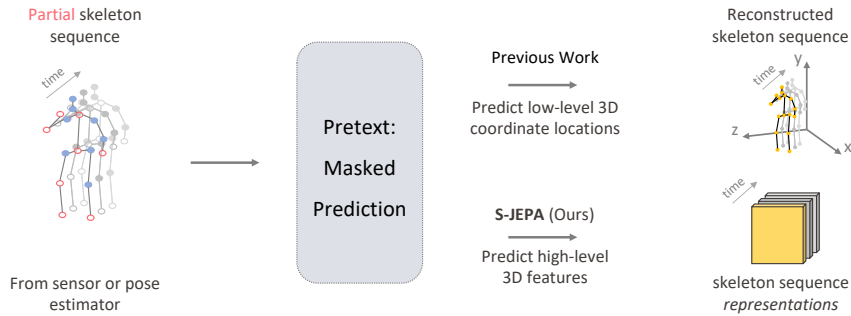 Partial skeleton
sequence
time
From sensor or pose
estimator
Pretext:
Masked
Prediction
Previous Work
Predict low-level 3D
coordinate locations
S-JEPA (Ours)
Predict high-level
3D features
Reconstructed
skeleton sequence
time
y
z
x
time
skeleton sequence
representations